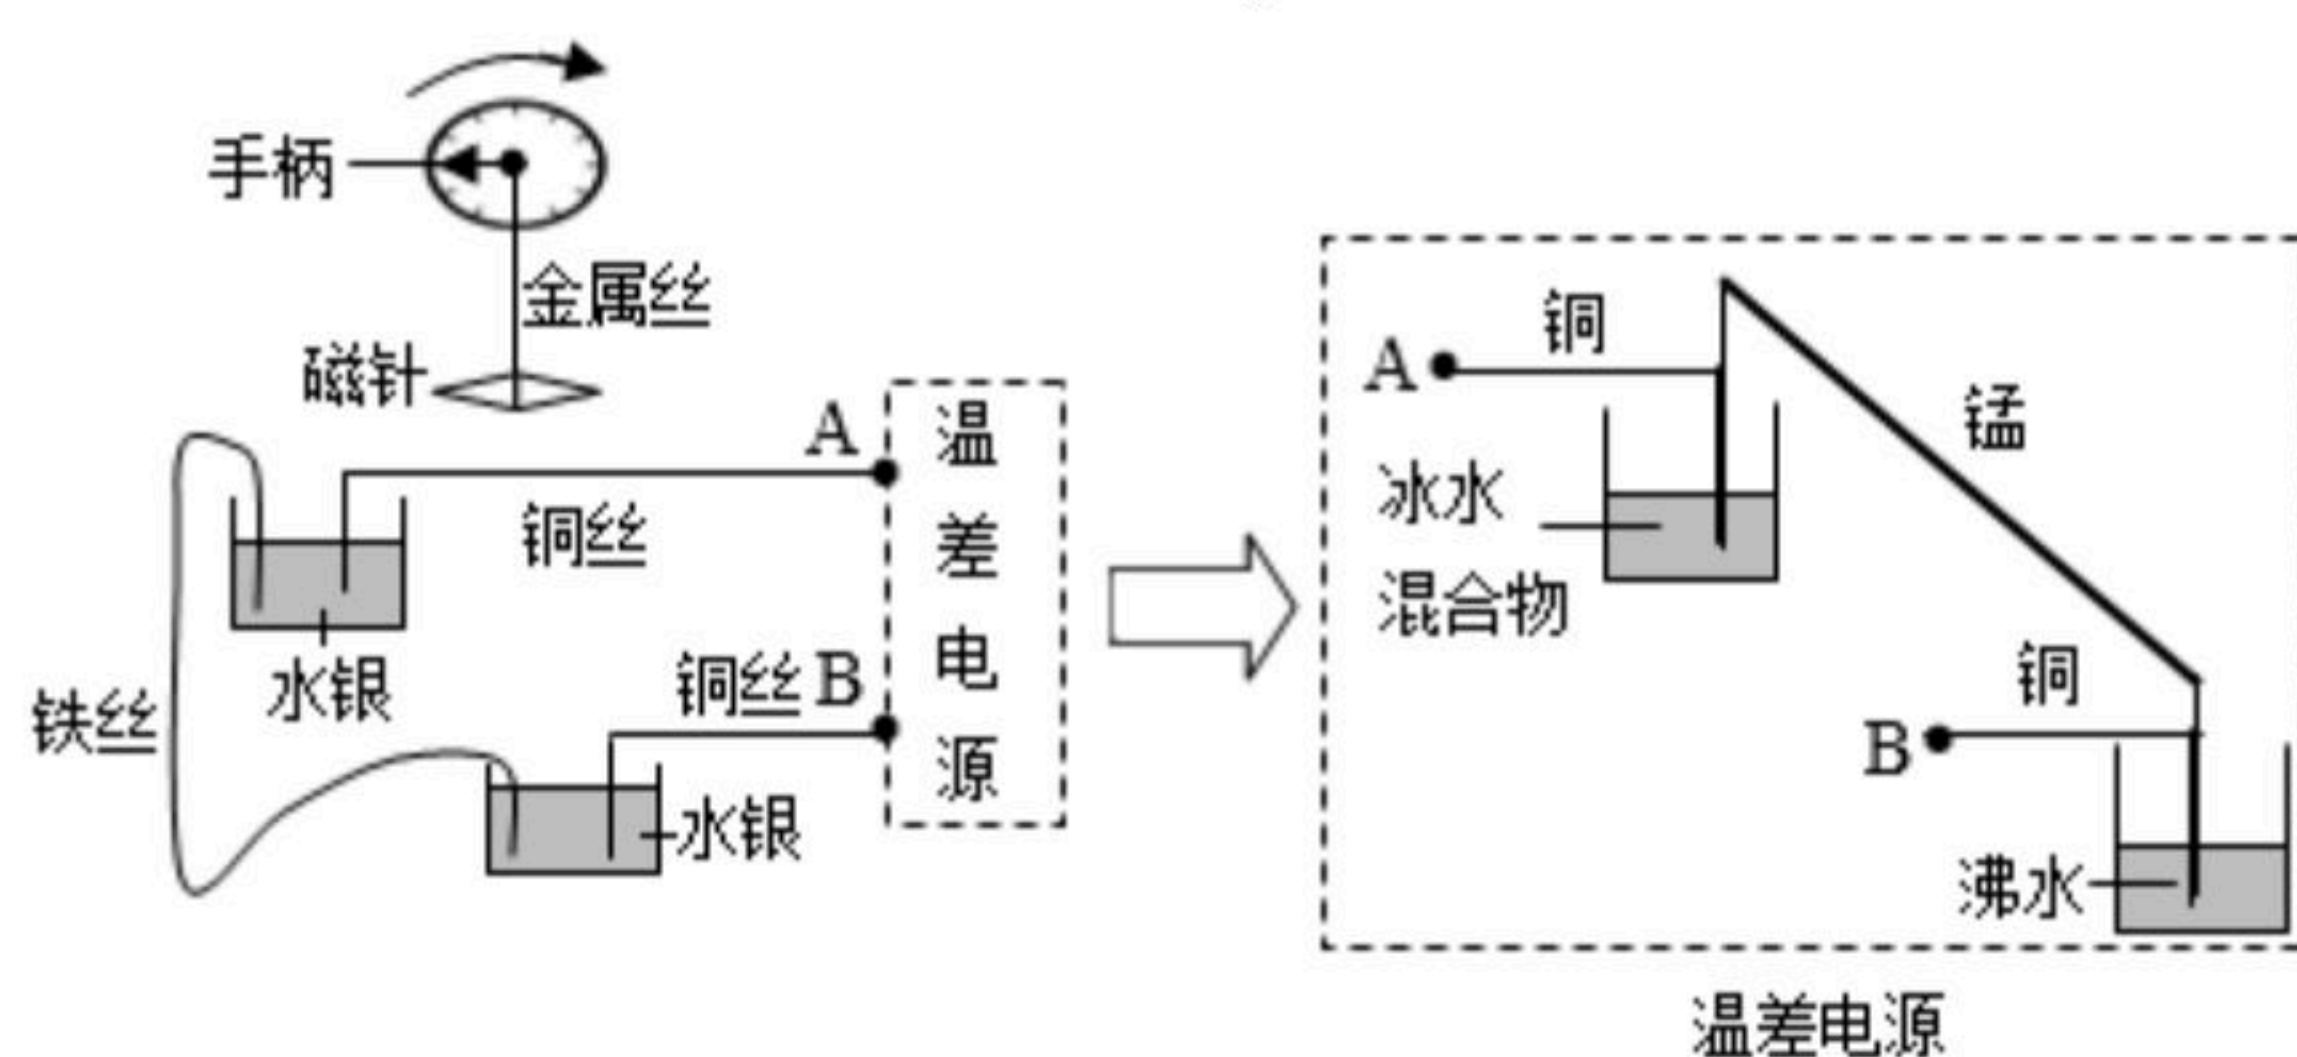 手柄
金属丝
磁针
A
铜丝
水银
铁丝
铜丝
B
水银
温差电源
A
铜
锰
冰水
混合物
铜
B
沸水
温差电源